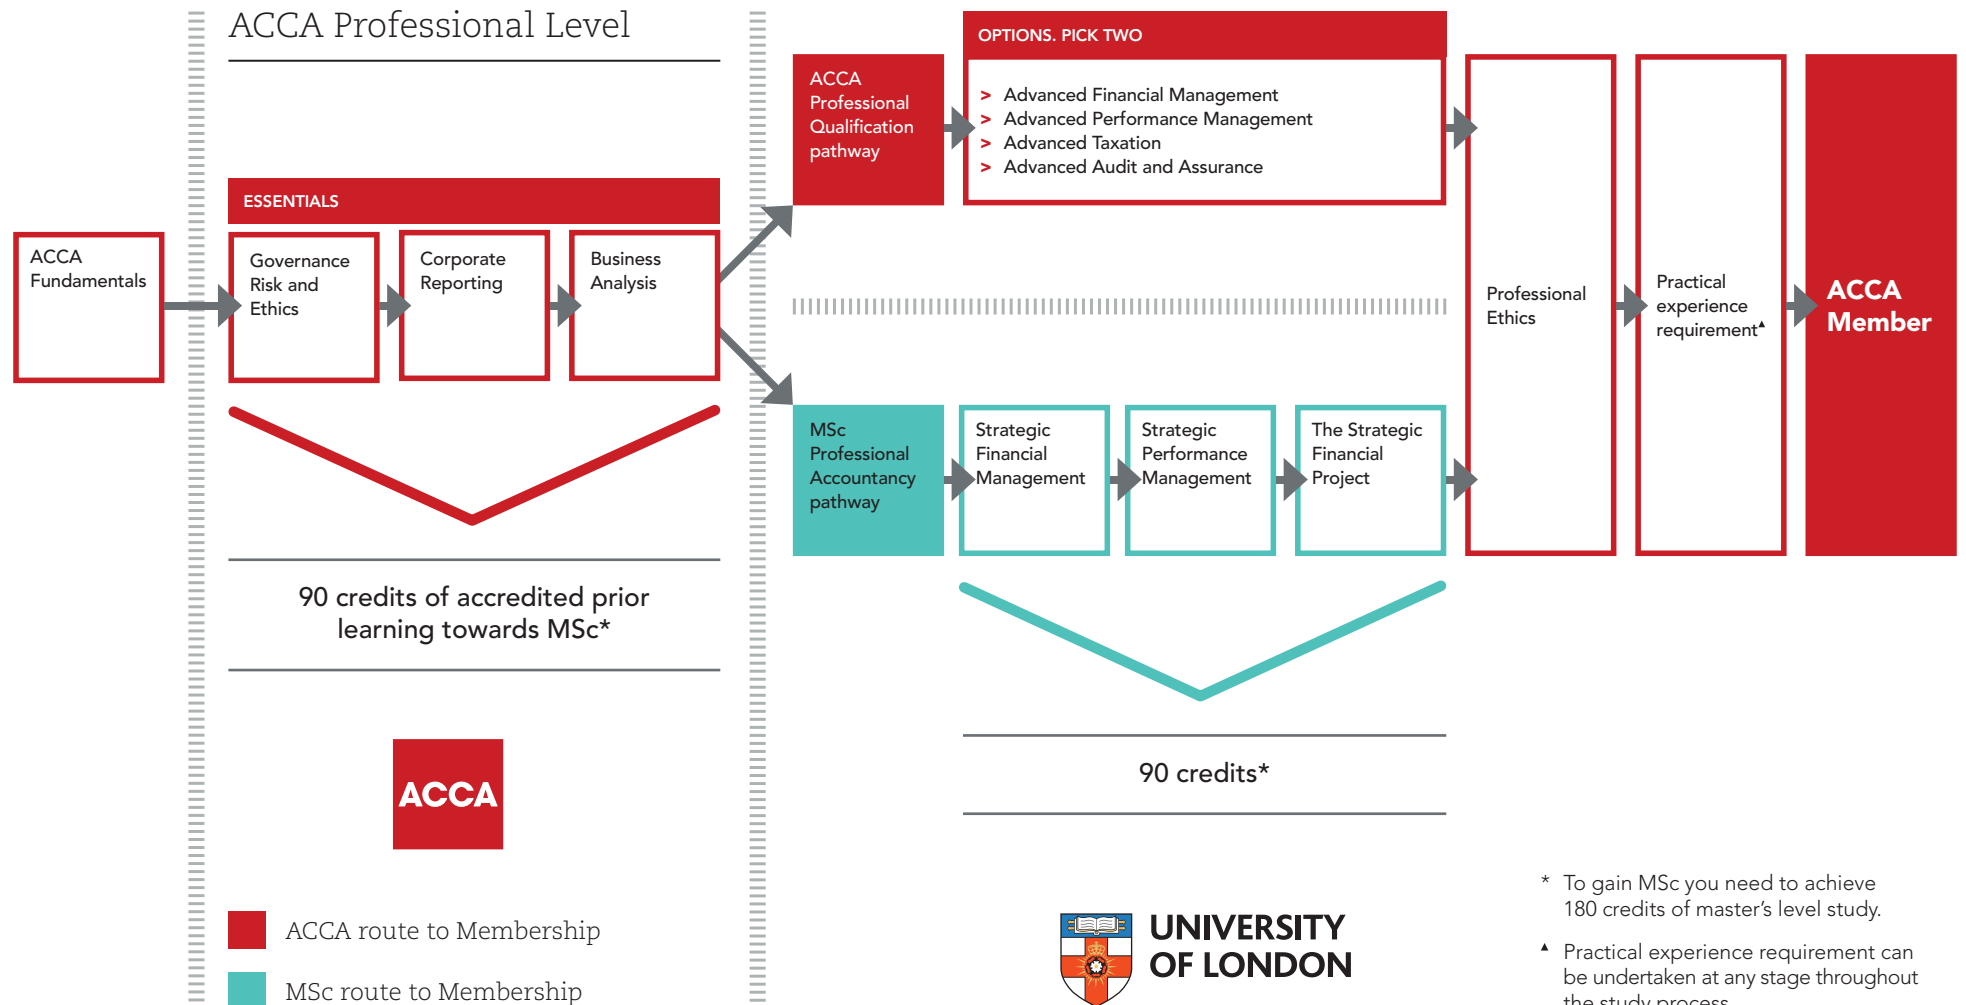 ACCA Professional Level
ESSENTIALS
ACCA
Fundamentals
Governance
Risk and
Ethics
Corporate
Reporting
Business
Analysis
90 credits of accredited prior
learning towards MSc*
ACCA
ACCA route to Membership
MSc route to Membership
ACCA
Professional
Qualification
pathway
OPTIONS. PICK TWO
> Advanced Financial Management
> Advanced Performance Management
> Advanced Taxation
> Advanced Audit and Assurance
MSc
Professional
Accountancy
pathway
Strategic
Financial
Management
Strategic
Performance
Management
The Strategic
Financial
Project
90 credits*
UNIVERSITY
OF LONDON
Professional
Ethics
Practical
experience
requirement▲
ACCA
Member
* To gain MSc you need to achieve
180 credits of master's level study.
▲ Practical experience requirement can
be undertaken at any stage throughout
the study process